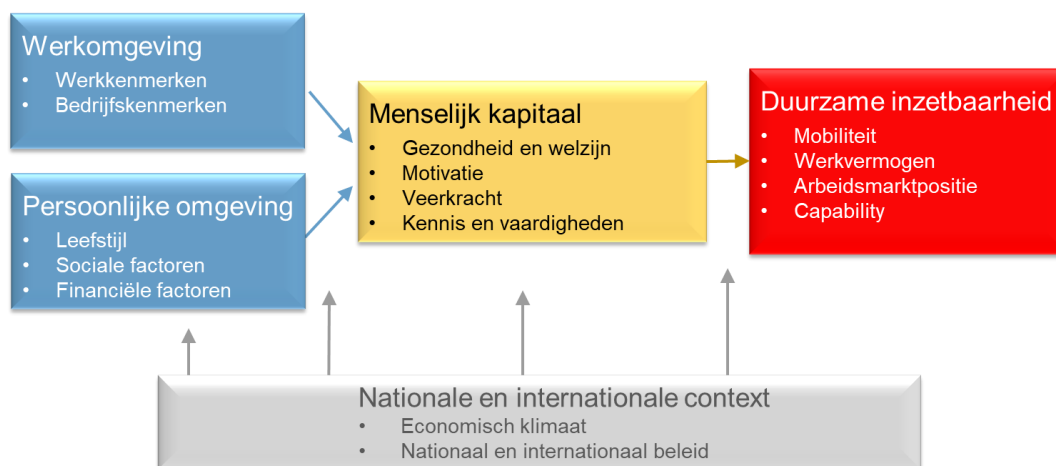 Werkomgeving
• Werkkenmerken
• Bedrijfskenmerken
Persoonlijke omgeving
• Leefstijl
• Sociale factoren
• Financiële factoren
Menselijk kapitaal
• Gezondheid en welzijn
• Motivatie
• Veerkracht
• Kennis en vaardigheden
Duurzame inzetbaarheid
• Mobiliteit
• Werkvermogen
• Arbeidsmarktpositie
• Capability
Nationale en internationale context
• Economisch klimaat
• Nationaal en internationaal beleid